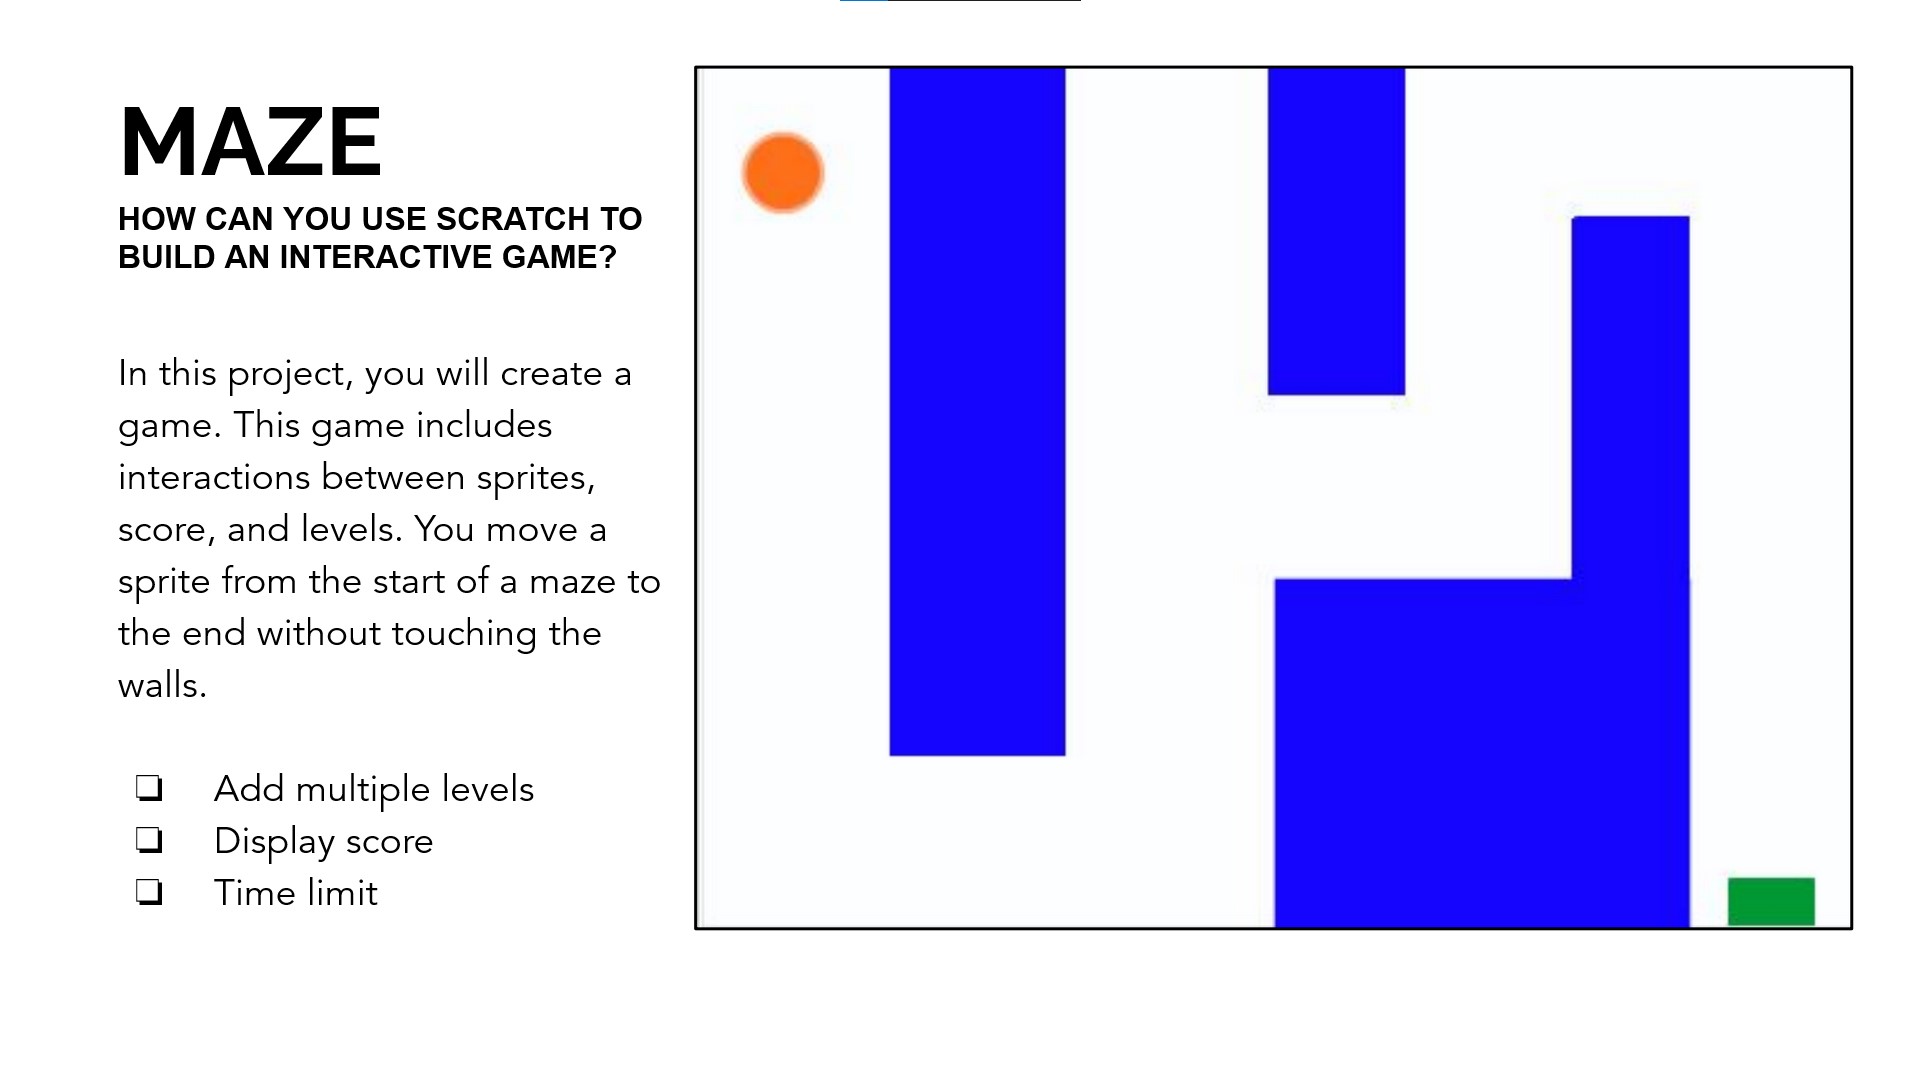 MAZE
HOW CAN YOU USE SCRATCH TO
BUILD AN INTERACTIVE GAME?
In this project, you will create a
game. This game includes
interactions between sprites,
score, and levels. You move a
sprite from the start of a maze to
the end without touching the
walls.
❏ Add multiple levels
❏ Display score
❏ Time limit